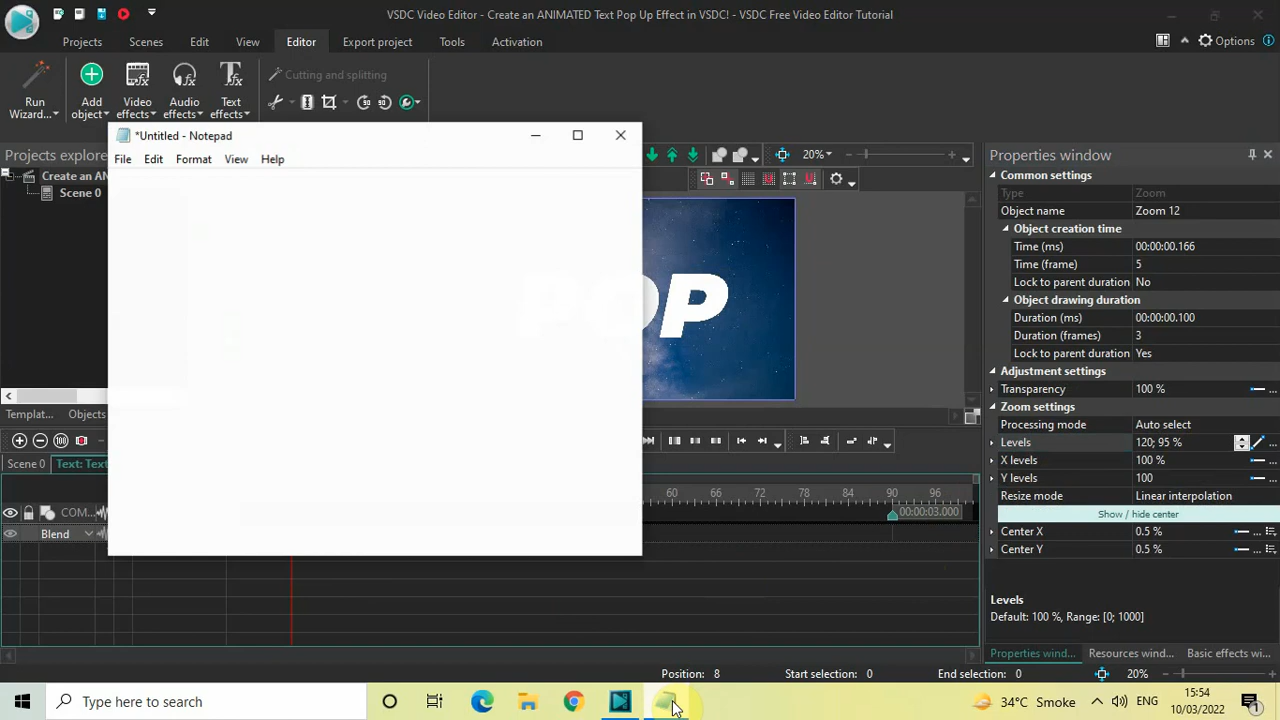 VSDC Video Editor - Create an ANIMATED Text Pop Up Effect in VSDC! - VSDC Free Video Editor Tutorial
Projects Scenes Edit View Editor Export project Tools Activation Options
Run Wizard... Add object Video effects Audio effects Text effects
Cutting and splitting
*Untitled - Notepad
File Edit Format View Help
Projects explore
Create an AN
Scene 0
20%
POP
Properties window
Common settings
Type Zoom
Object name Zoom 12
Object creation time
Time (ms) 00:00:00.166
Time (frame) 5
Lock to parent duration No
Object drawing duration
Duration (ms) 00:00:00.100
Duration (frames) 3
Lock to parent duration Yes
Adjustment settings
Transparency 100 %
Zoom settings
Processing mode Auto select
Levels 120; 95 % ...
X levels 100 % ...
Y levels 100
Resize mode Linear interpolation
Show / hide center
Center X 0.5 % ...
Center Y 0.5 % ...
Levels
Default: 100 %, Range: [0; 1000]
Properties wind... Resources wind... Basic effects wi...
Templat... Objects
Scene 0 Text: Text
60 66 72 78 84 90 96
00:00:03.000
COM...
Blend
Position: 8 Start selection: 0 End selection: 0 20%
Type here to search
34°C Smoke ENG 15:54
10/03/2022
1